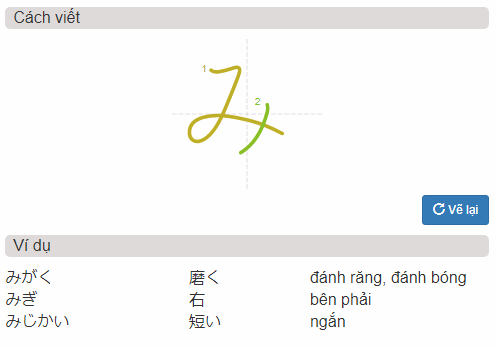 Cách viết
1
2
み
Vẽ lại
Ví dụ
みがく 磨く đánh răng, đánh bóng
みぎ 右 bên phải
みじかい 短い ngắn